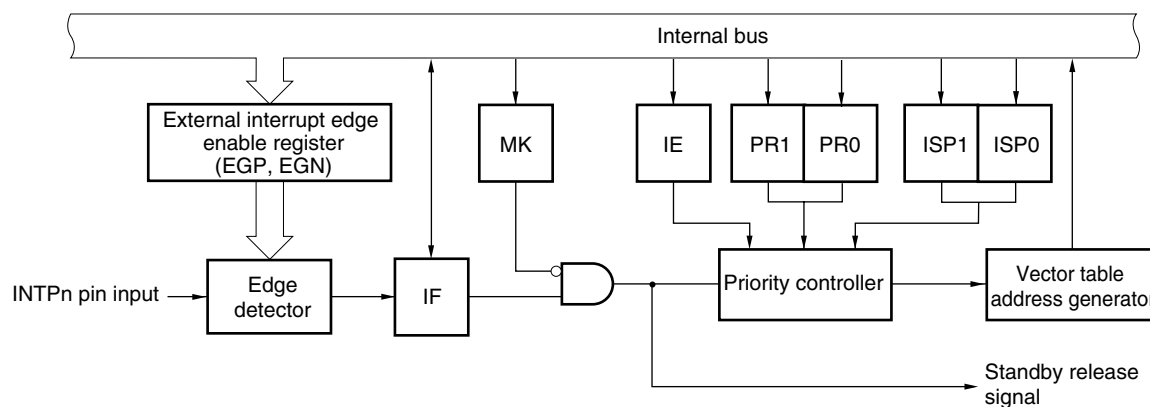 Internal bus
External interrupt edge
enable register
(EGP, EGN)
MK
IE
PR1
PR0
ISP1
ISP0
INTPn pin input
Edge
detector
IF
Priority controller
Vector table
address generator
Standby release
signal